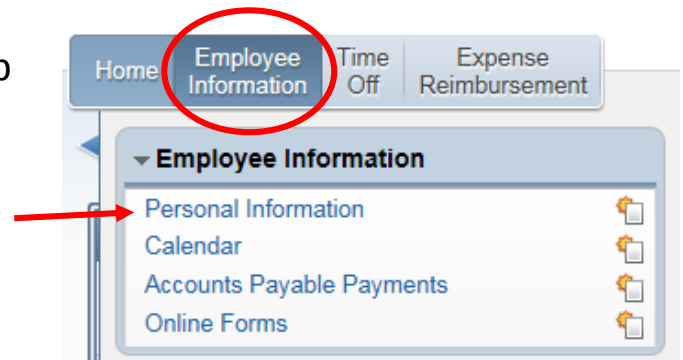 Home
Employee Information
Time Off
Expense Reimbursement
Employee Information
Personal Information
Calendar
Accounts Payable Payments
Online Forms